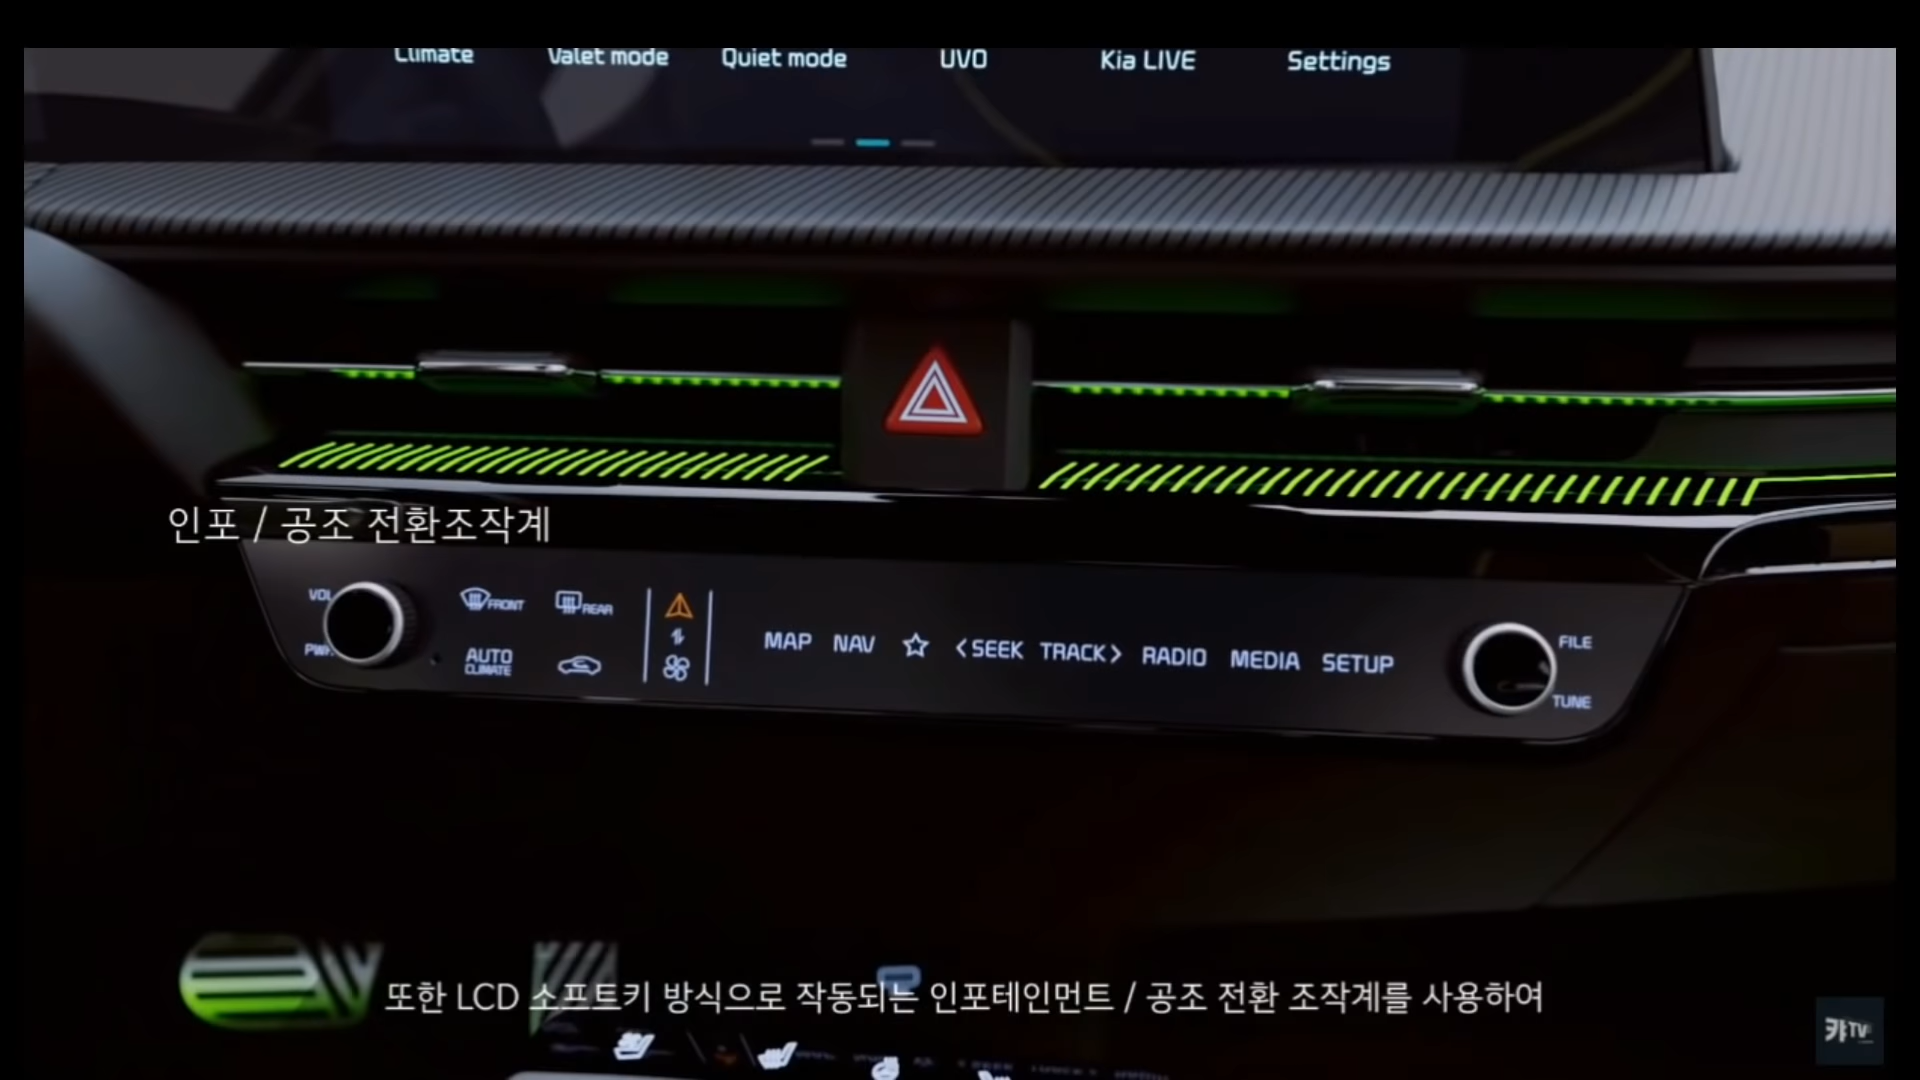 Climate Valet mode Quiet mode UVO Kia LIVE Settings
인포 / 공조 전환조작계
VOL FRONT REAR
PWR AUTO CLIMATE
MAP NAV <SEEK TRACK> RADIO MEDIA SETUP
FILE
TUNE
또한 LCD 소프트키 방식으로 작동되는 인포테인먼트 / 공조 전환 조작계를 사용하여
캬TV